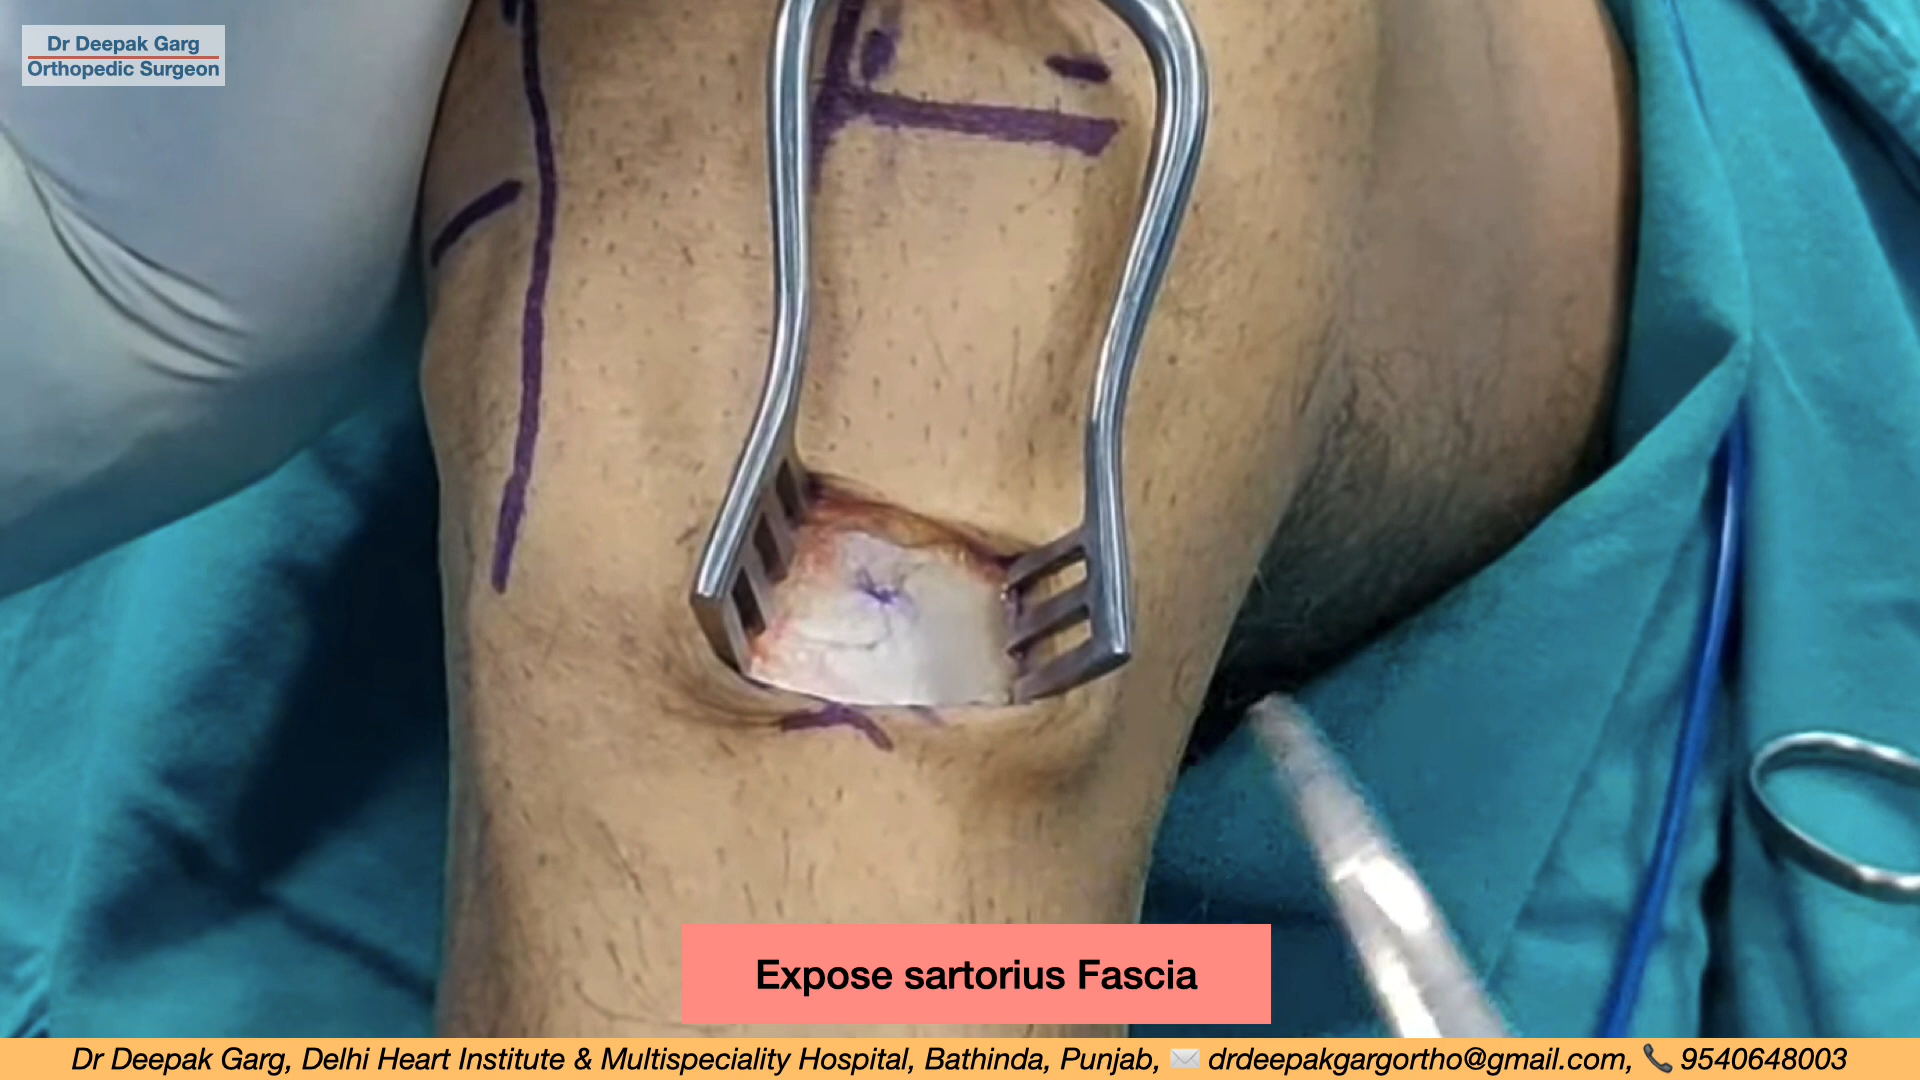 Dr Deepak Garg
Orthopedic Surgeon
Expose sartorius Fascia
Dr Deepak Garg, Delhi Heart Institute & Multispeciality Hospital, Bathinda, Punjab, ✉️ drdeepakgargortho@gmail.com, 📞 9540648003